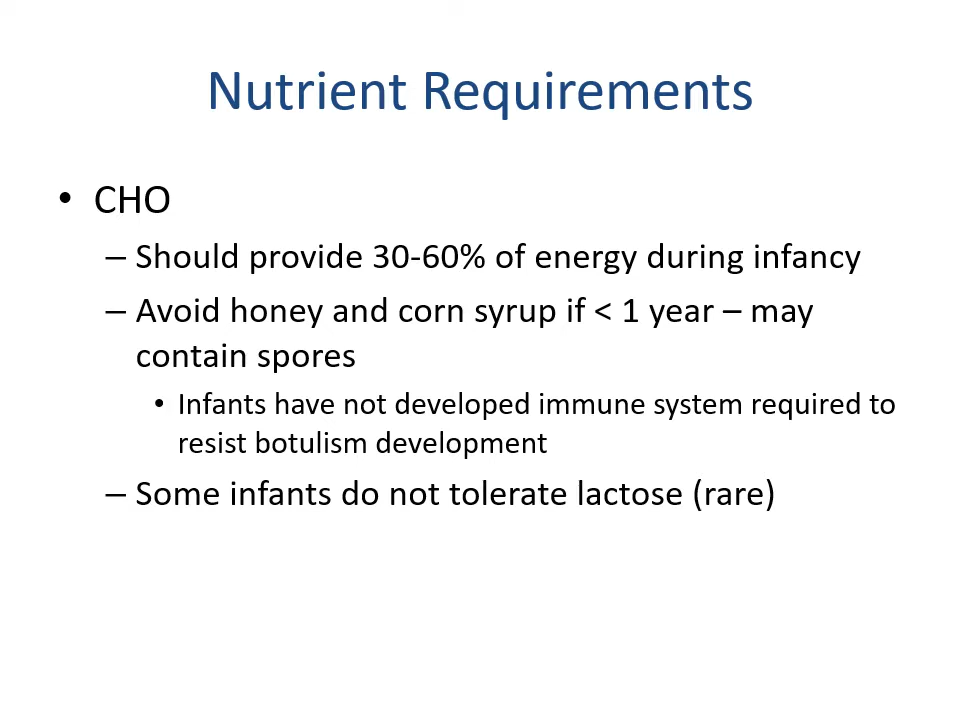 Nutrient Requirements
• CHO
– Should provide 30-60% of energy during infancy
– Avoid honey and corn syrup if < 1 year – may
contain spores
• Infants have not developed immune system required to
resist botulism development
– Some infants do not tolerate lactose (rare)